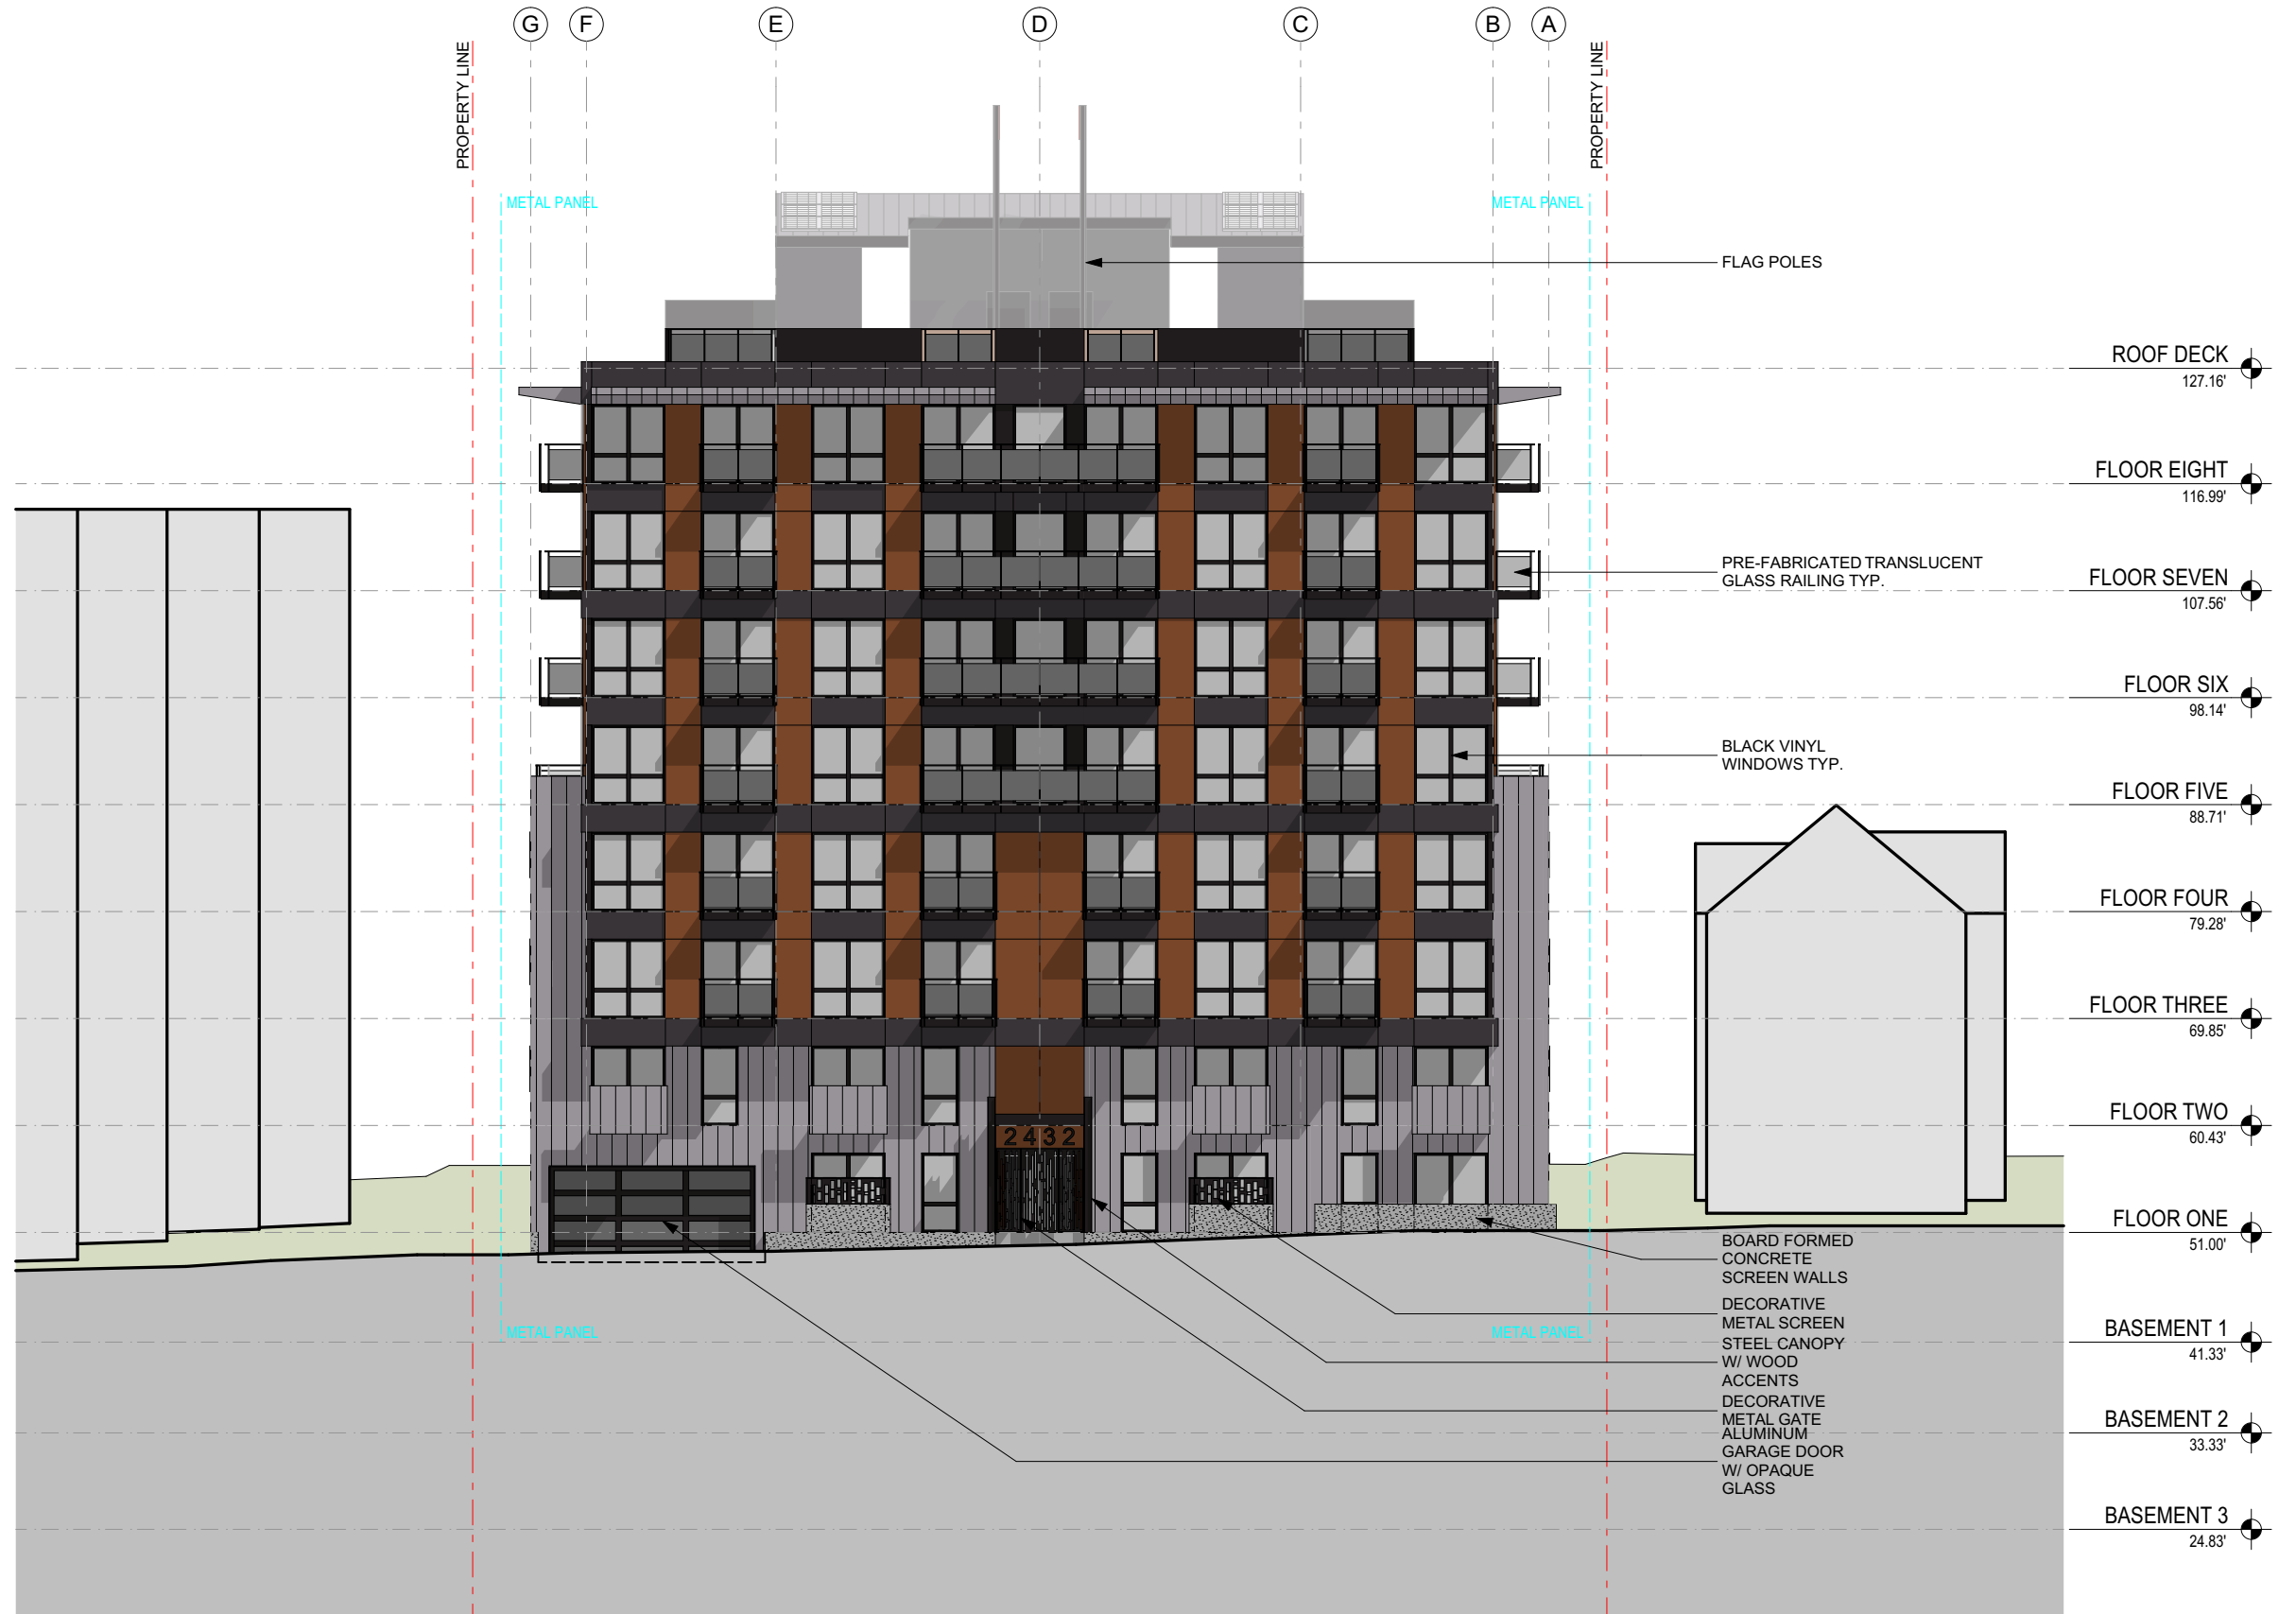 G
F
E
D
C
B
A
PROPERTY LINE
PROPERTY LINE
METAL PANEL
METAL PANEL
FLAG POLES
ROOF DECK
127.16'
FLOOR EIGHT
116.99'
PRE-FABRICATED TRANSLUCENT
GLASS RAILING TYP.
FLOOR SEVEN
107.56'
FLOOR SIX
98.14'
BLACK VINYL
WINDOWS TYP.
FLOOR FIVE
88.71'
FLOOR FOUR
79.28'
FLOOR THREE
69.85'
FLOOR TWO
60.43'
2432
FLOOR ONE
51.00'
BOARD FORMED
CONCRETE
SCREEN WALLS
DECORATIVE
METAL SCREEN
STEEL CANOPY
W/ WOOD
ACCENTS
DECORATIVE
METAL GATE
ALUMINUM
GARAGE DOOR
W/ OPAQUE
GLASS
METAL PANEL
METAL PANEL
BASEMENT 1
41.33'
BASEMENT 2
33.33'
BASEMENT 3
24.83'